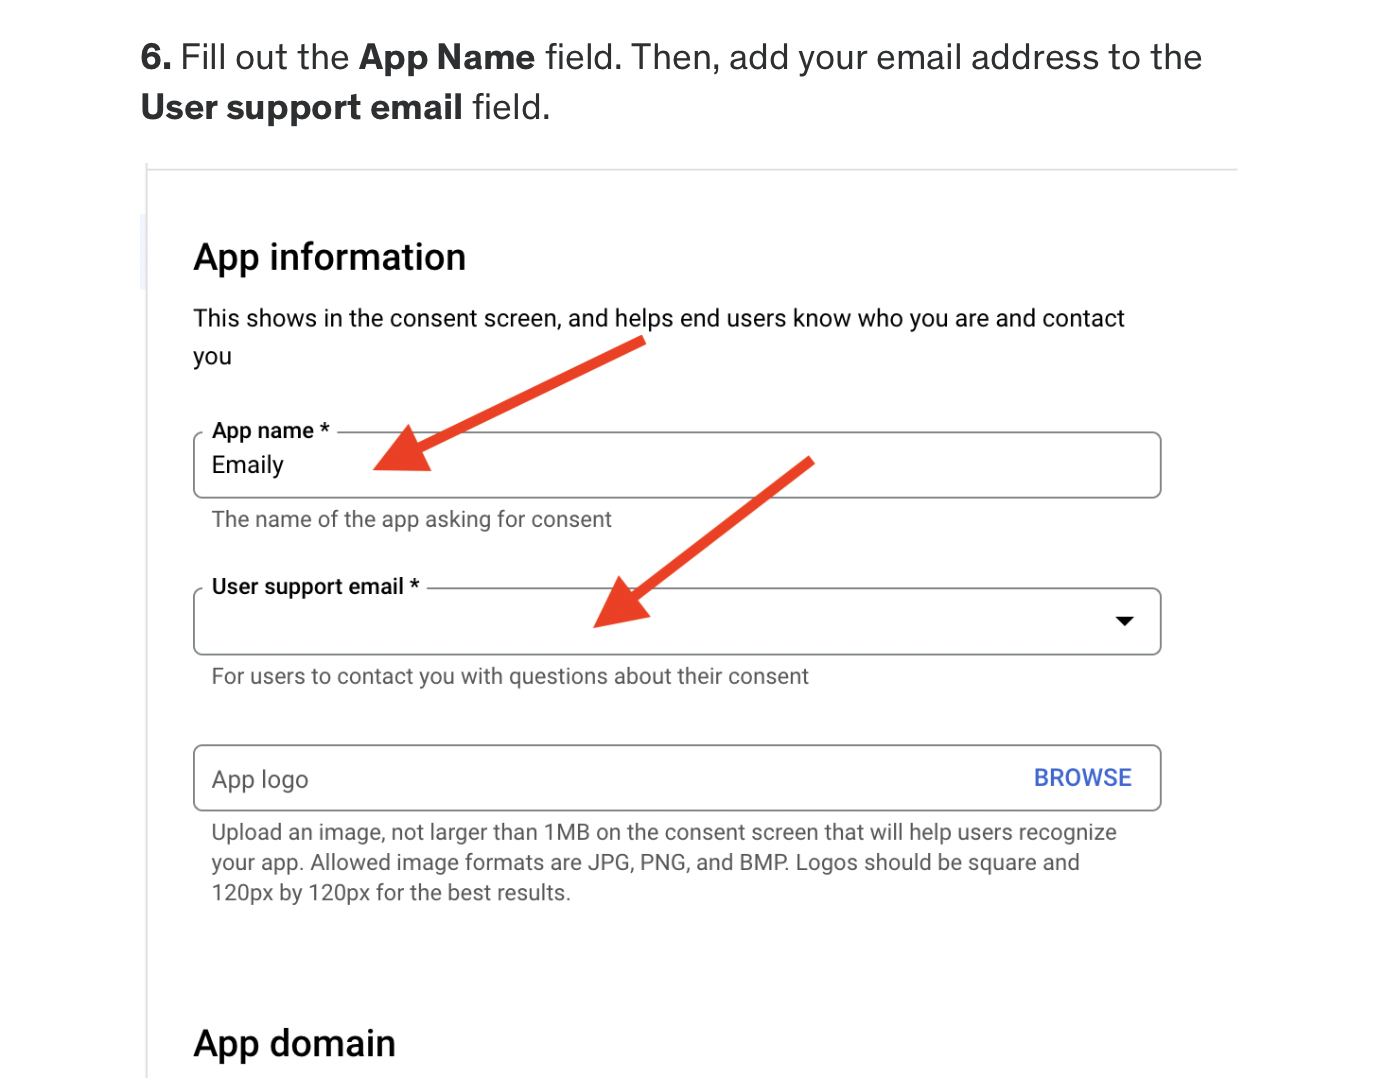 6. Fill out the App Name field. Then, add your email address to the
User support email field.
App information
This shows in the consent screen, and helps end users know who you are and contact
you
App name *
Emaily
The name of the app asking for consent
User support email *
For users to contact you with questions about their consent
App logo
BROWSE
Upload an image, not larger than 1MB on the consent screen that will help users recognize
your app. Allowed image formats are JPG, PNG, and BMP. Logos should be square and
120px by 120px for the best results.
App domain